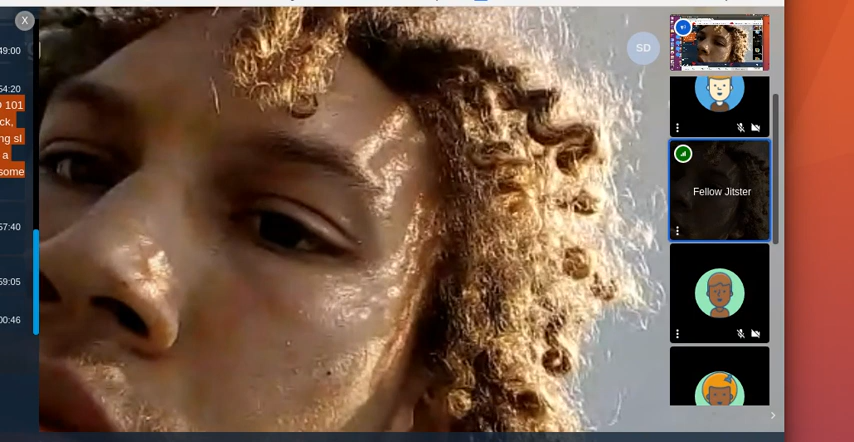 X
49:00
54:20
101
ck,
ng sl
a
some
57:40
59:05
00:46
SD
Fellow Jitster